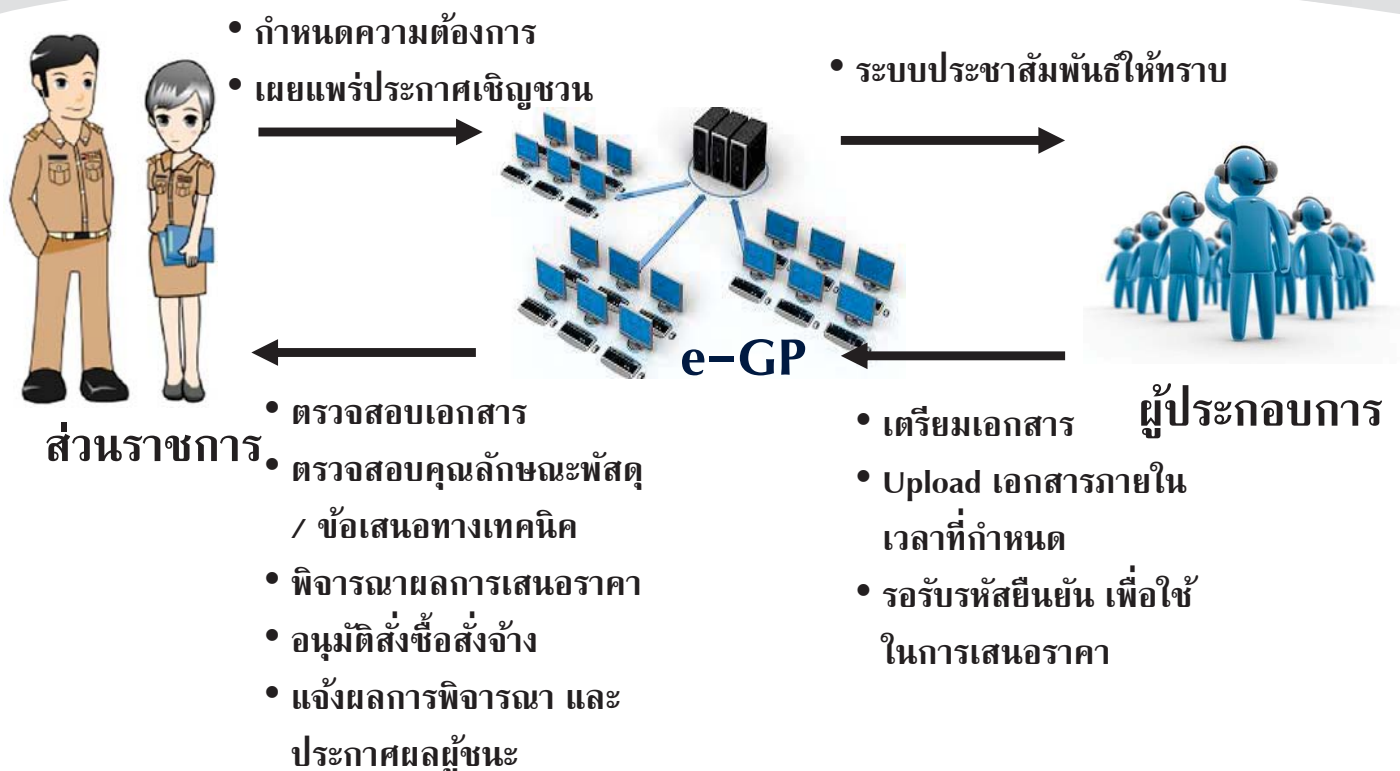 • กำหนดความต้องการ
• เผยแพร่ประกาศเชิญชวน
• ระบบประชาสัมพันธ์ให้ทราบ
e-GP
ส่วนราชการ
ผู้ประกอบการ
• ตรวจสอบเอกสาร
• ตรวจสอบคุณลักษณะพัสดุ
/ ข้อเสนอทางเทคนิค
• พิจารณาผลการเสนอราคา
• อนุมัติสั่งซื้อสั่งจ้าง
• แจ้งผลการพิจารณา และ
ประกาศผลผู้ชนะ
• เตรียมเอกสาร
• Upload เอกสารภายใน
เวลาที่กำหนด
• รอรับรหัสยืนยัน เพื่อใช้
ในการเสนอราคา